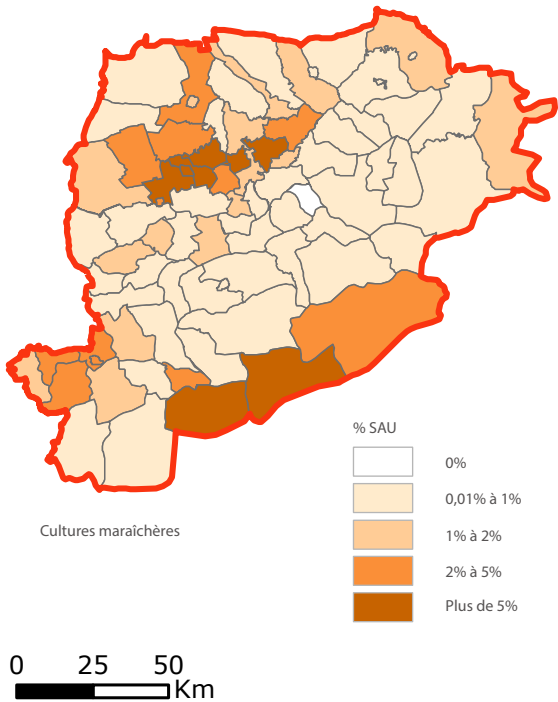 % SAU
0%
0,01% à 1%
1% à 2%
2% à 5%
Plus de 5%
Cultures maraîchères
0 25 50
Km